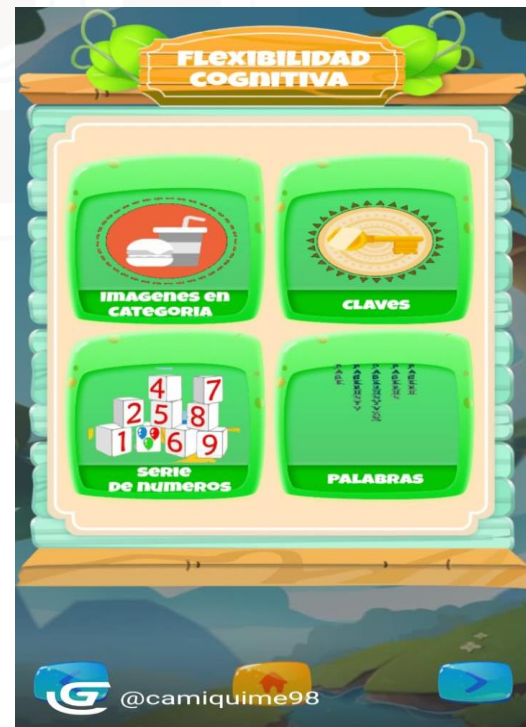 FLEXIBILIDAD
COGNITIVA
IMAGENES EN
CATEGORIA
CLAVES
4 7
2 5 8
1 6 9
SERIE
DE NUMEROS
PALABRAS
@camiquime98